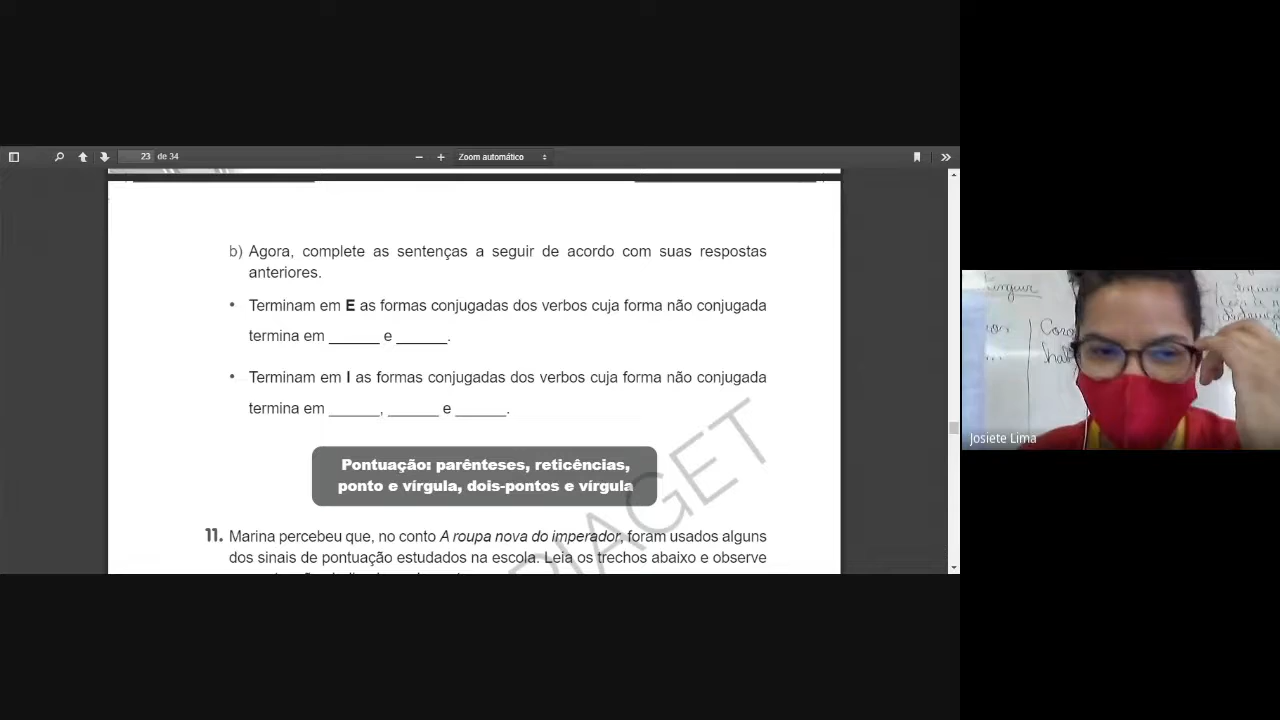 23 de 34
Zoom automático
b) Agora, complete as sentenças a seguir de acordo com suas respostas
anteriores.
• Terminam em E as formas conjugadas dos verbos cuja forma não conjugada
termina em ______ e ______.
• Terminam em I as formas conjugadas dos verbos cuja forma não conjugada
termina em ______, ______ e ______.
Pontuação: parênteses, reticências,
ponto e vírgula, dois-pontos e vírgula
11. Marina percebeu que, no conto A roupa nova do imperador, foram usados alguns
dos sinais de pontuação estudados na escola. Leia os trechos abaixo e observe
PIAGET
Josiete Lima